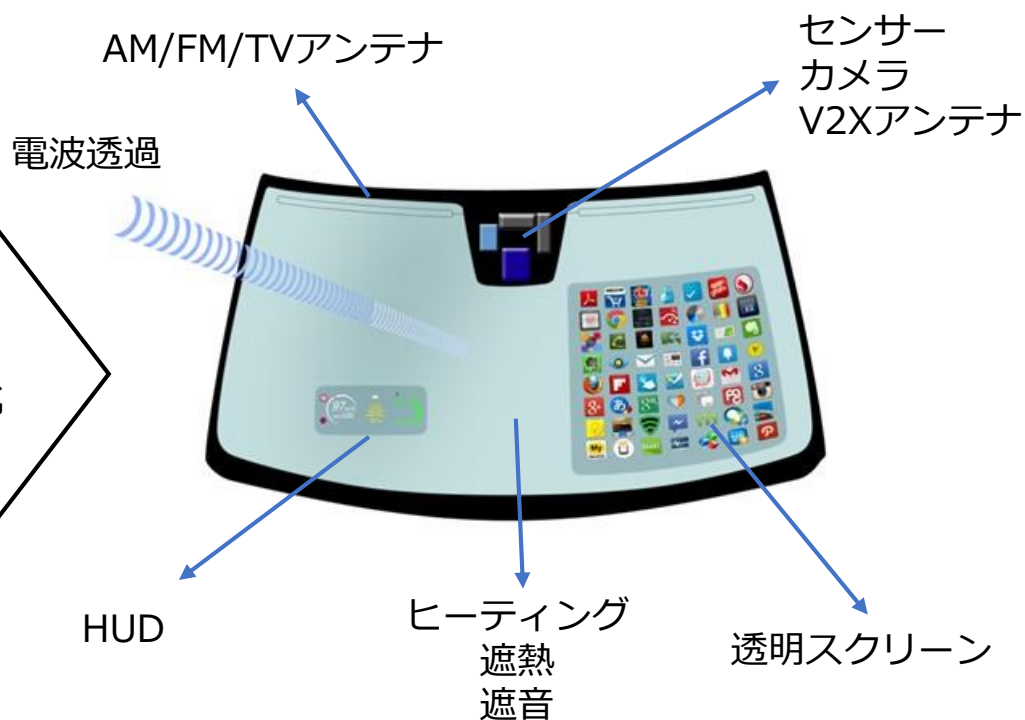 AM/FM/TVアンテナ
センサー
カメラ
V2Xアンテナ
電波透過
HUD
ヒーティング
遮熱
遮音
透明スクリーン